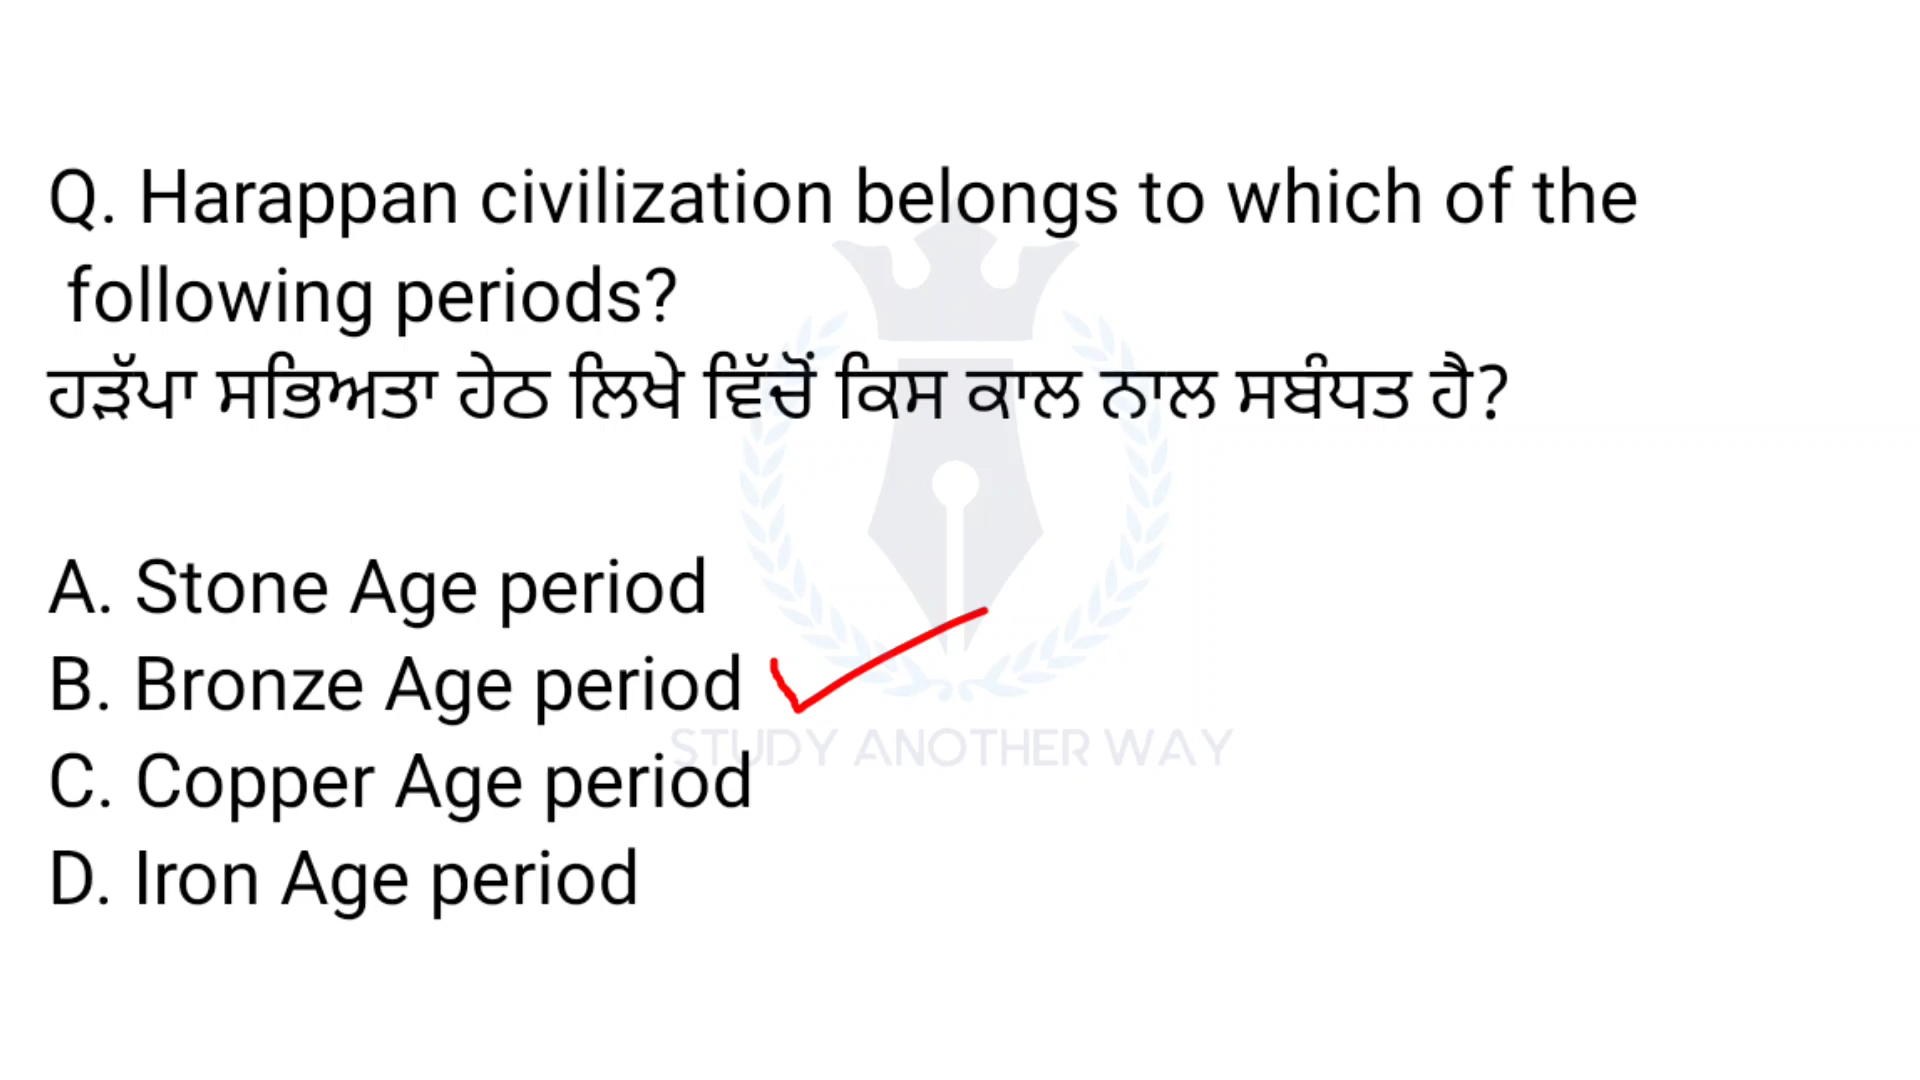 Q. Harappan civilization belongs to which of the
following periods?
ਹੜੱਪਾ ਸਭਿਅਤਾ ਹੇਠ ਲਿਖੇ ਵਿੱਚੋਂ ਕਿਸ ਕਾਲ ਨਾਲ ਸਬੰਧਤ ਹੈ?
A. Stone Age period
B. Bronze Age period
STUDY ANOTHER WAY
C. Copper Age period
D. Iron Age period